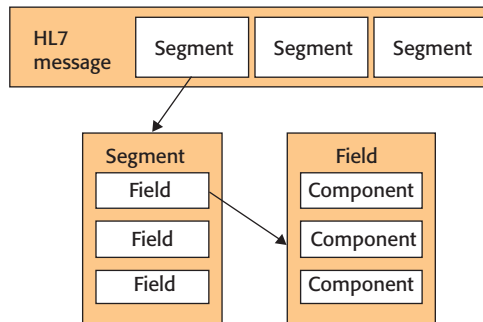 HL7
message
Segment
Segment
Segment
Segment
Field
Field
Field
Field
Component
Component
Component